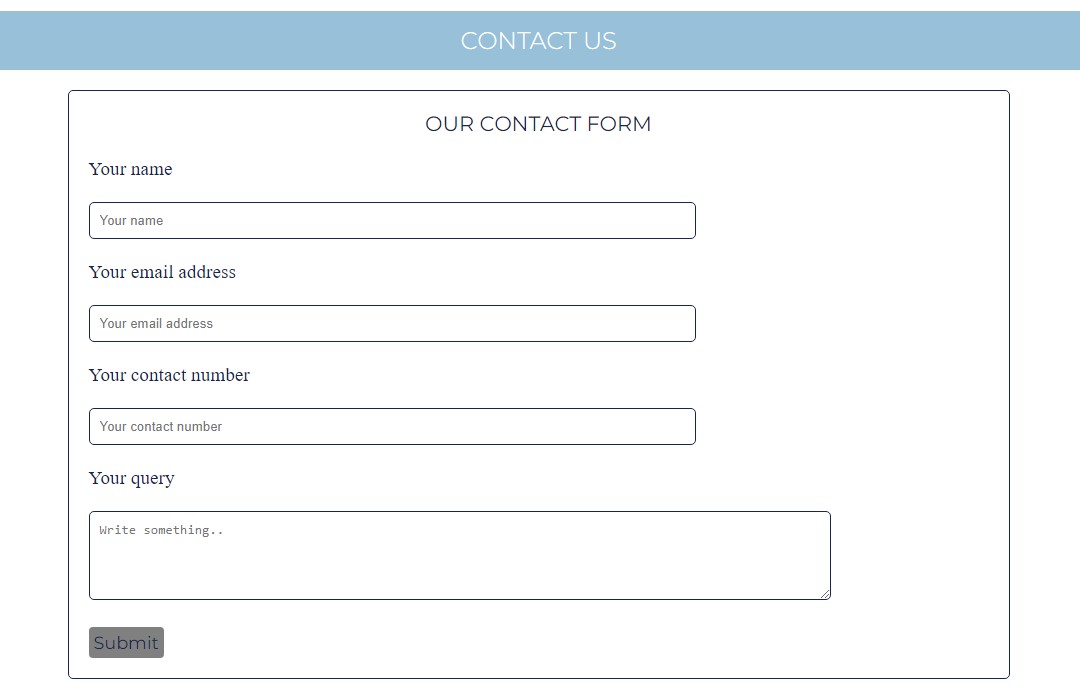 CONTACT US
OUR CONTACT FORM
Your name
Your name
Your email address
Your email address
Your contact number
Your contact number
Your query
Write something..
Submit